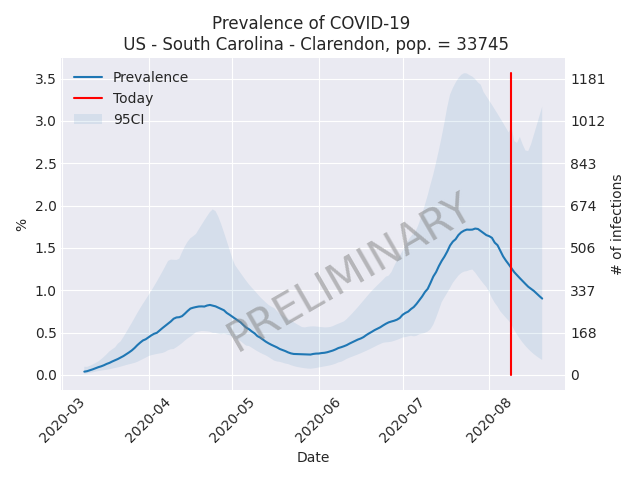 Prevalence of COVID-19
US - South Carolina - Clarendon, pop. = 33745
Prevalence
Today
95CI
PRELIMINARY
%
3.5
3.0
2.5
2.0
1.5
1.0
0.5
0.0
1181
1012
843
674
506
337
168
0
# of infections
2020-03
2020-04
2020-05
2020-06
2020-07
2020-08
Date